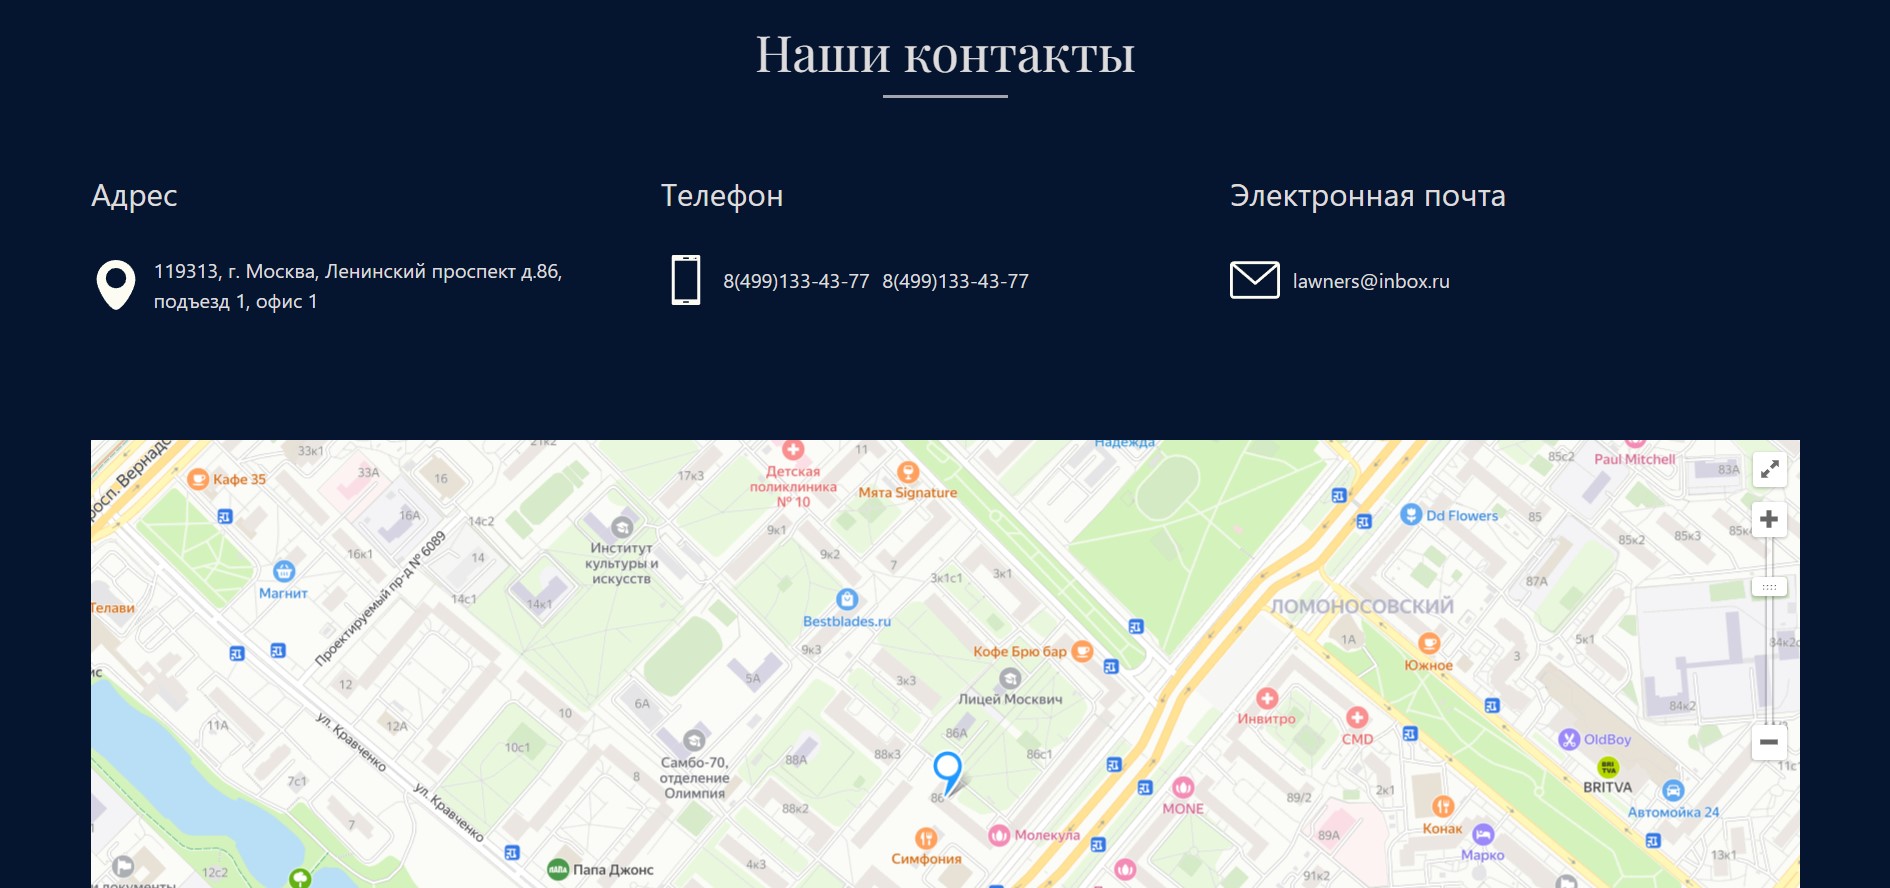 Наши контакты
Адрес
Телефон
Электронная почта
119313, г. Москва, Ленинский проспект д.86,
подъезд 1, офис 1
8(499)133-43-77 8(499)133-43-77
lawners@inbox.ru
33к1
21к2
17к3
11
Надежда
85с2
Paul Mitchell
83А
Кафе 35
33А
16
Детская
поликлиника
№ 10
Мята Signature
16А
14с2
9к1
Dd Flowers
85
85к2
85к3
Институт
культуры и
искусств
16к1
14
9к2
7
3к1с1
3к1
87А
Магнит
14с1
14к1
Телави
Проектируемый пр-д № 6089
Bestblades.ru
ЛОМОНОСОВСКИЙ
1А
5к1
84к2с
9к3
Кофе Брю бар
Южное
3
12
5А
3к3
Лицей Москвич
6А
10
11А
12А
ул. Кравченко
86А
Инвитро
CMD
84к2
10с1
Самбо-70,
отделение
Олимпия
88А
88к3
86с1
OldBoy
8
7с1
ул. Кравченко
88к2
86
MONE
89/2
2к1
BRITVA
Автомойка 24
7
Симфония
Молекула
89А
Конак
Марко
13к1
12с2
Папа Джонс
4к3
91к2
и документы